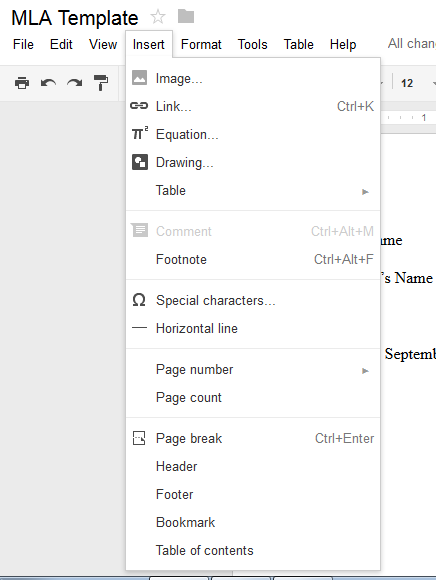 MLA Template
File Edit View Insert Format Tools Table Help All chan
12
1
Image...
Link... Ctrl+K
Equation...
Drawing...
Table
Comment Ctrl+Alt+M
ame
Footnote Ctrl+Alt+F
's Name
Special characters...
Horizontal line
Septemb
Page number
Page count
Page break Ctrl+Enter
Header
Footer
Bookmark
Table of contents